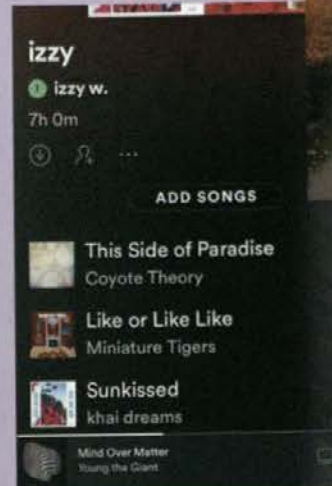 izzy
izzy w.
7h 0m
ADD SONGS
This Side of Paradise
Coyote Theory
Like or Like Like
Miniature Tigers
Sunkissed
khai dreams
Mind Over Matter
Young the Giant